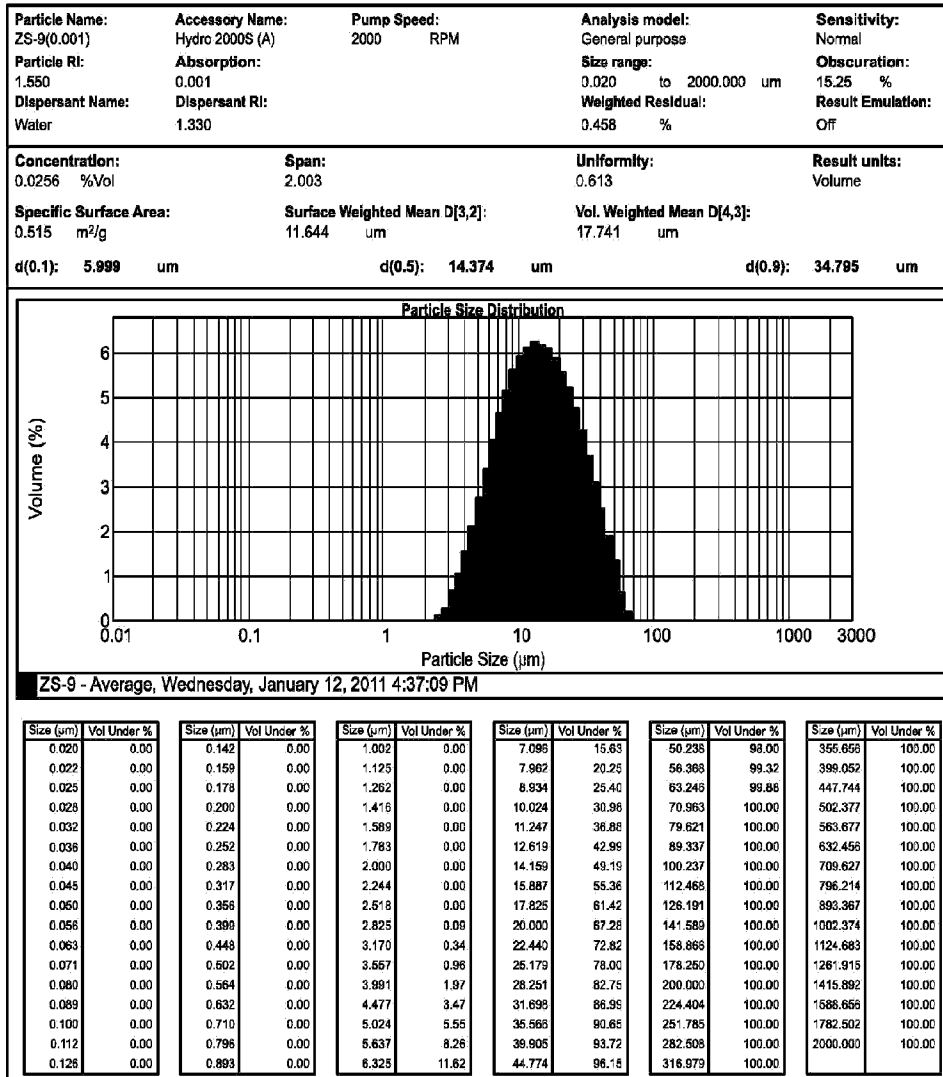 Particle Name: Accessory Name: Pump Speed: Analysis model: Sensitivity:
ZS-9(0.001) Hydro 2000S (A) 2000 RPM General purpose Normal
Particle RI: Absorption: Size range: Obscuration:
1.550 0.001 0.020 to 2000.000 um 15.25 %
Dispersant Name: Dispersant RI: Weighted Residual: Result Emulation:
Water 1.330 0.458 % Off
Concentration: Span: Uniformity: Result units:
0.0256 %Vol 2.003 0.613 Volume
Specific Surface Area: Surface Weighted Mean D[3,2]: Vol. Weighted Mean D[4,3]:
0.515 m²/g 11.644 um 17.741 um
d(0.1): 5.999 um d(0.5): 14.374 um d(0.9): 34.795 um
Particle Size Distribution
Volume (%)
6
5
4
3
2
1
0
0.01 0.1 1 10 100 1000 3000
Particle Size (µm)
ZS-9 - Average, Wednesday, January 12, 2011 4:37:09 PM
Size (µm) Vol Under % Size (µm) Vol Under % Size (µm) Vol Under % Size (µm) Vol Under % Size (µm) Vol Under % Size (µm) Vol Under %
0.020 0.00 0.142 0.00 1.002 0.00 7.096 15.63 50.238 98.00 355.656 100.00
0.022 0.00 0.159 0.00 1.125 0.00 7.962 20.25 56.368 99.32 399.052 100.00
0.025 0.00 0.178 0.00 1.262 0.00 8.934 25.40 63.246 99.88 447.744 100.00
0.028 0.00 0.200 0.00 1.416 0.00 10.024 30.96 70.963 100.00 502.377 100.00
0.032 0.00 0.224 0.00 1.589 0.00 11.247 36.88 79.621 100.00 563.677 100.00
0.036 0.00 0.252 0.00 1.783 0.00 12.619 42.99 89.337 100.00 632.456 100.00
0.040 0.00 0.283 0.00 2.000 0.00 14.159 49.19 100.237 100.00 709.627 100.00
0.045 0.00 0.317 0.00 2.244 0.00 15.887 55.36 112.468 100.00 796.214 100.00
0.050 0.00 0.356 0.00 2.518 0.00 17.825 61.42 126.191 100.00 893.367 100.00
0.056 0.00 0.399 0.00 2.825 0.09 20.000 67.28 141.589 100.00 1002.374 100.00
0.063 0.00 0.448 0.00 3.170 0.34 22.440 72.82 158.866 100.00 1124.683 100.00
0.071 0.00 0.502 0.00 3.557 0.96 25.179 78.00 178.250 100.00 1261.915 100.00
0.080 0.00 0.564 0.00 3.991 1.97 28.251 82.75 200.000 100.00 1415.892 100.00
0.089 0.00 0.632 0.00 4.477 3.47 31.698 86.99 224.404 100.00 1588.656 100.00
0.100 0.00 0.710 0.00 5.024 5.55 35.566 90.65 251.785 100.00 1782.502 100.00
0.112 0.00 0.796 0.00 5.637 8.26 39.905 93.72 282.508 100.00 2000.000 100.00
0.126 0.00 0.893 0.00 6.325 11.62 44.774 96.15 316.979 100.00